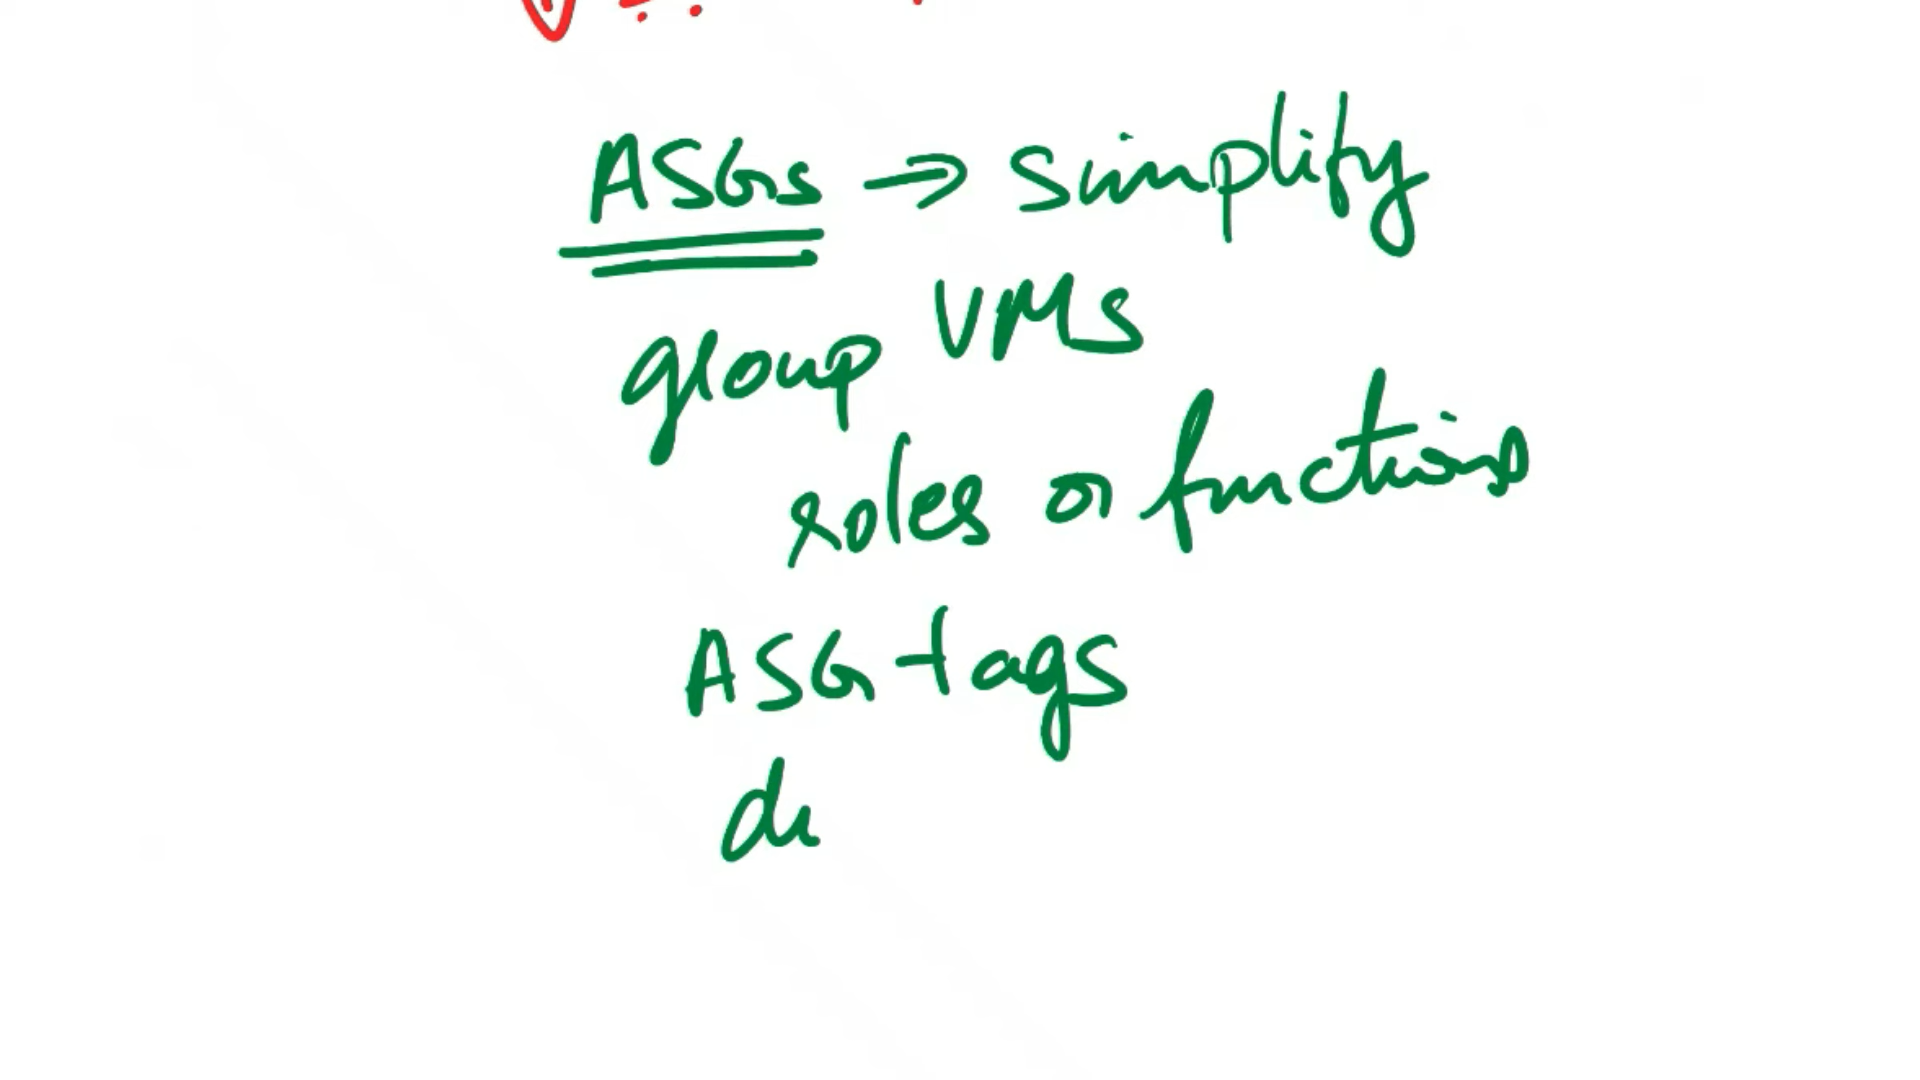 ASGs → simplify
group VMs
roles or functions
ASG tags